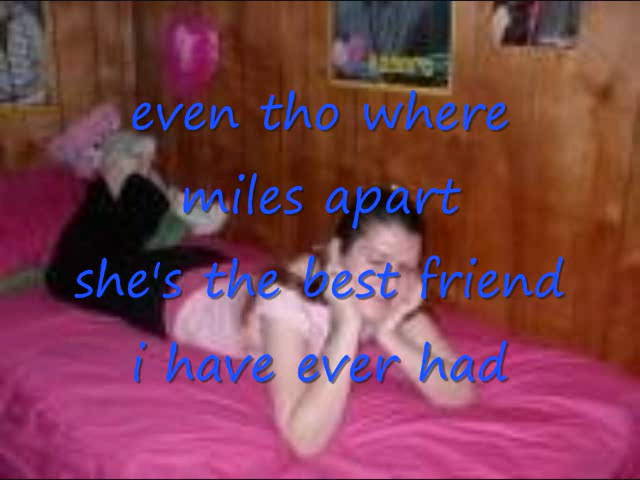 even tho where
miles apart
she's the best friend
i have ever had